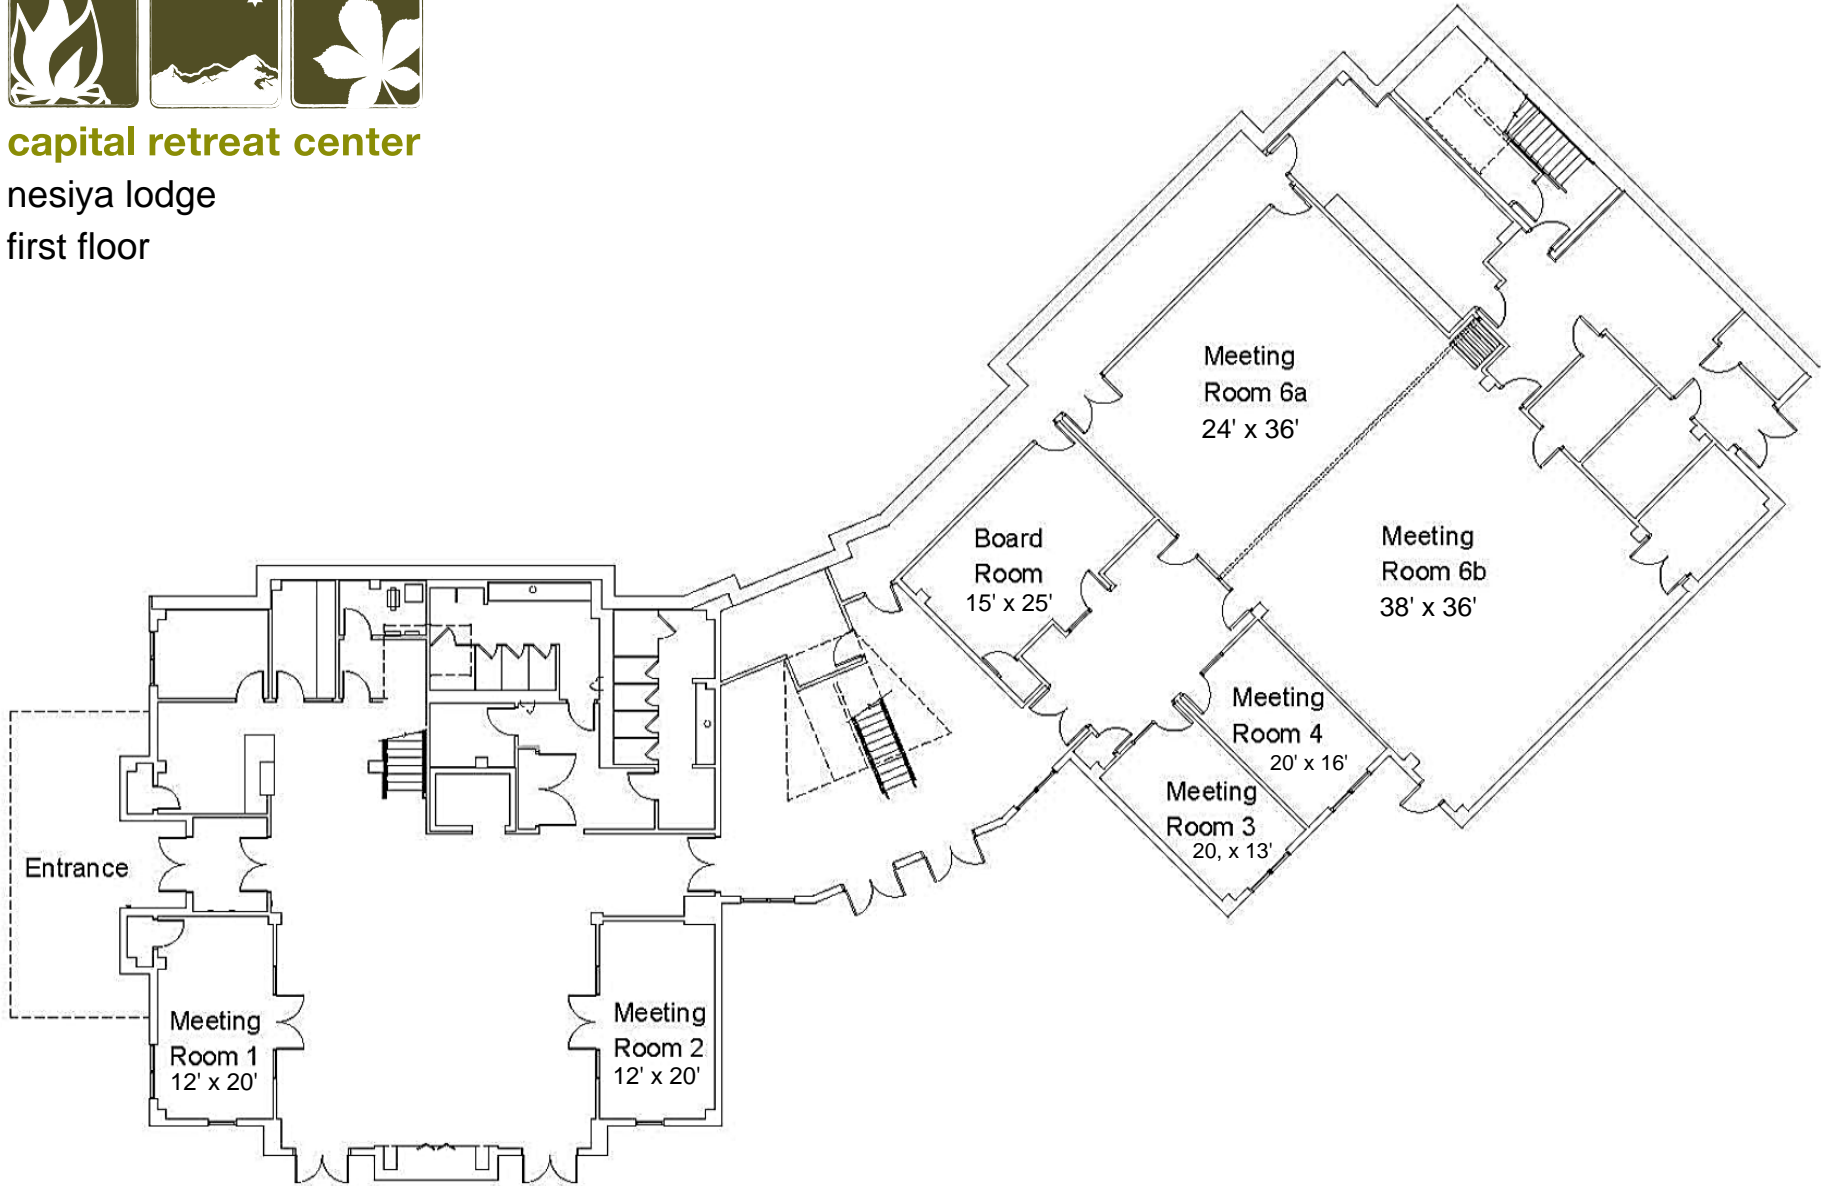 capital retreat center
nesiya lodge
first floor
Meeting
Room 6a
24' x 36'
Board
Room
15' x 25'
Meeting
Room 6b
38' x 36'
Meeting
Room 4
20' x 16'
Meeting
Room 3
20, x 13'
Entrance
Meeting
Room 1
12' x 20'
Meeting
Room 2
12' x 20'